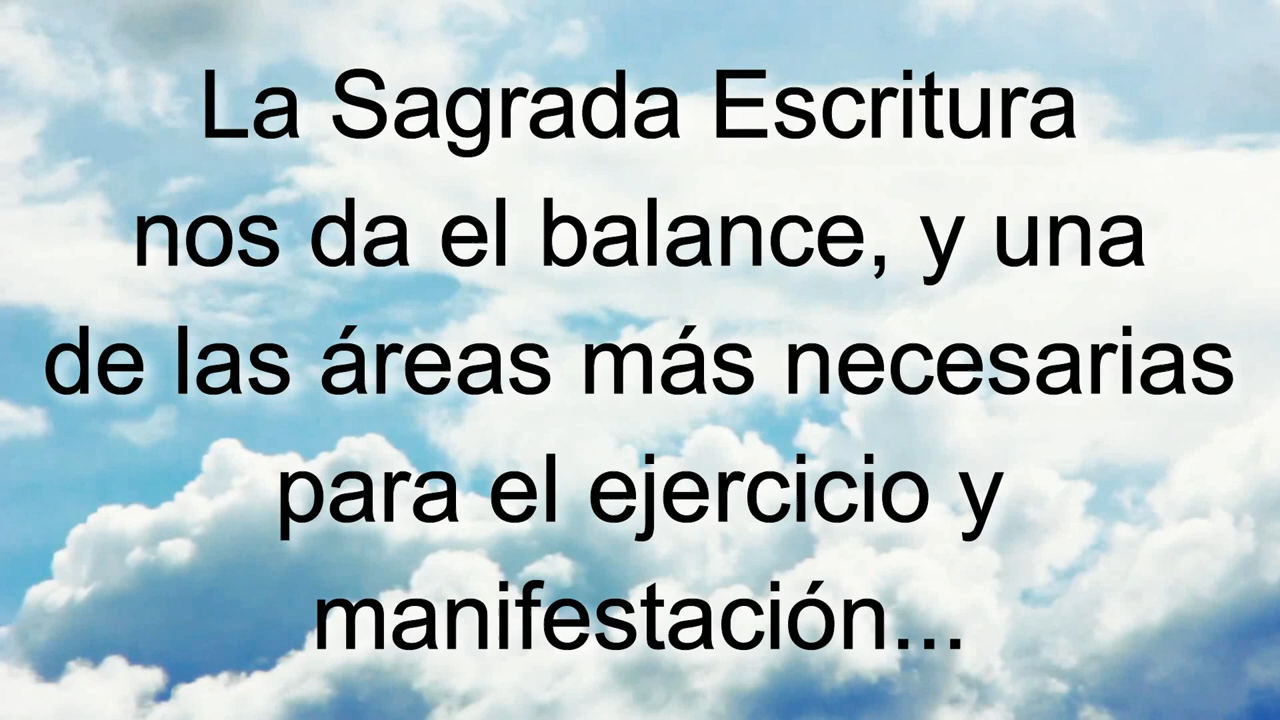 La Sagrada Escritura
nos da el balance, y una
de las áreas más necesarias
para el ejercicio y
manifestación...